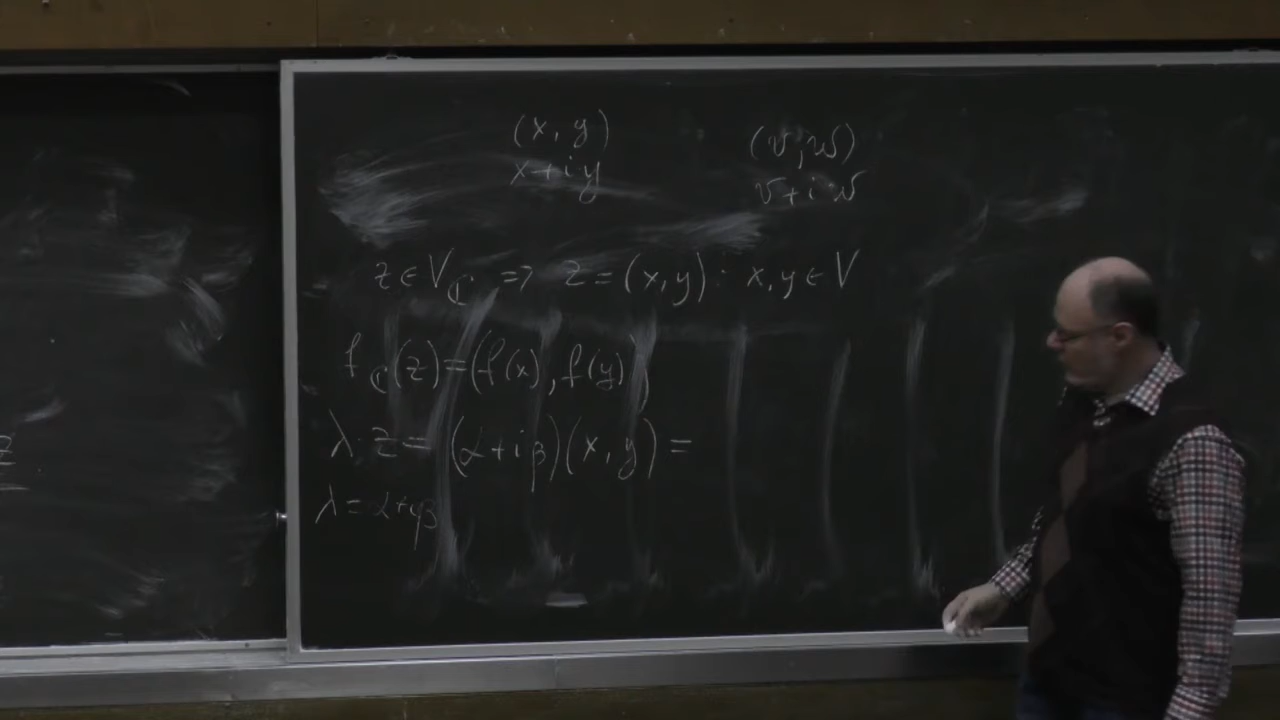 (x, y) (v, w)
x+iy v+iw
z∈V_ℂ ⇒ z=(x,y): x,y∈V
f_ℂ(z)=(f(x), f(y))
λ·z=(α+iβ)(x,y)=
λ=α+iβ
z